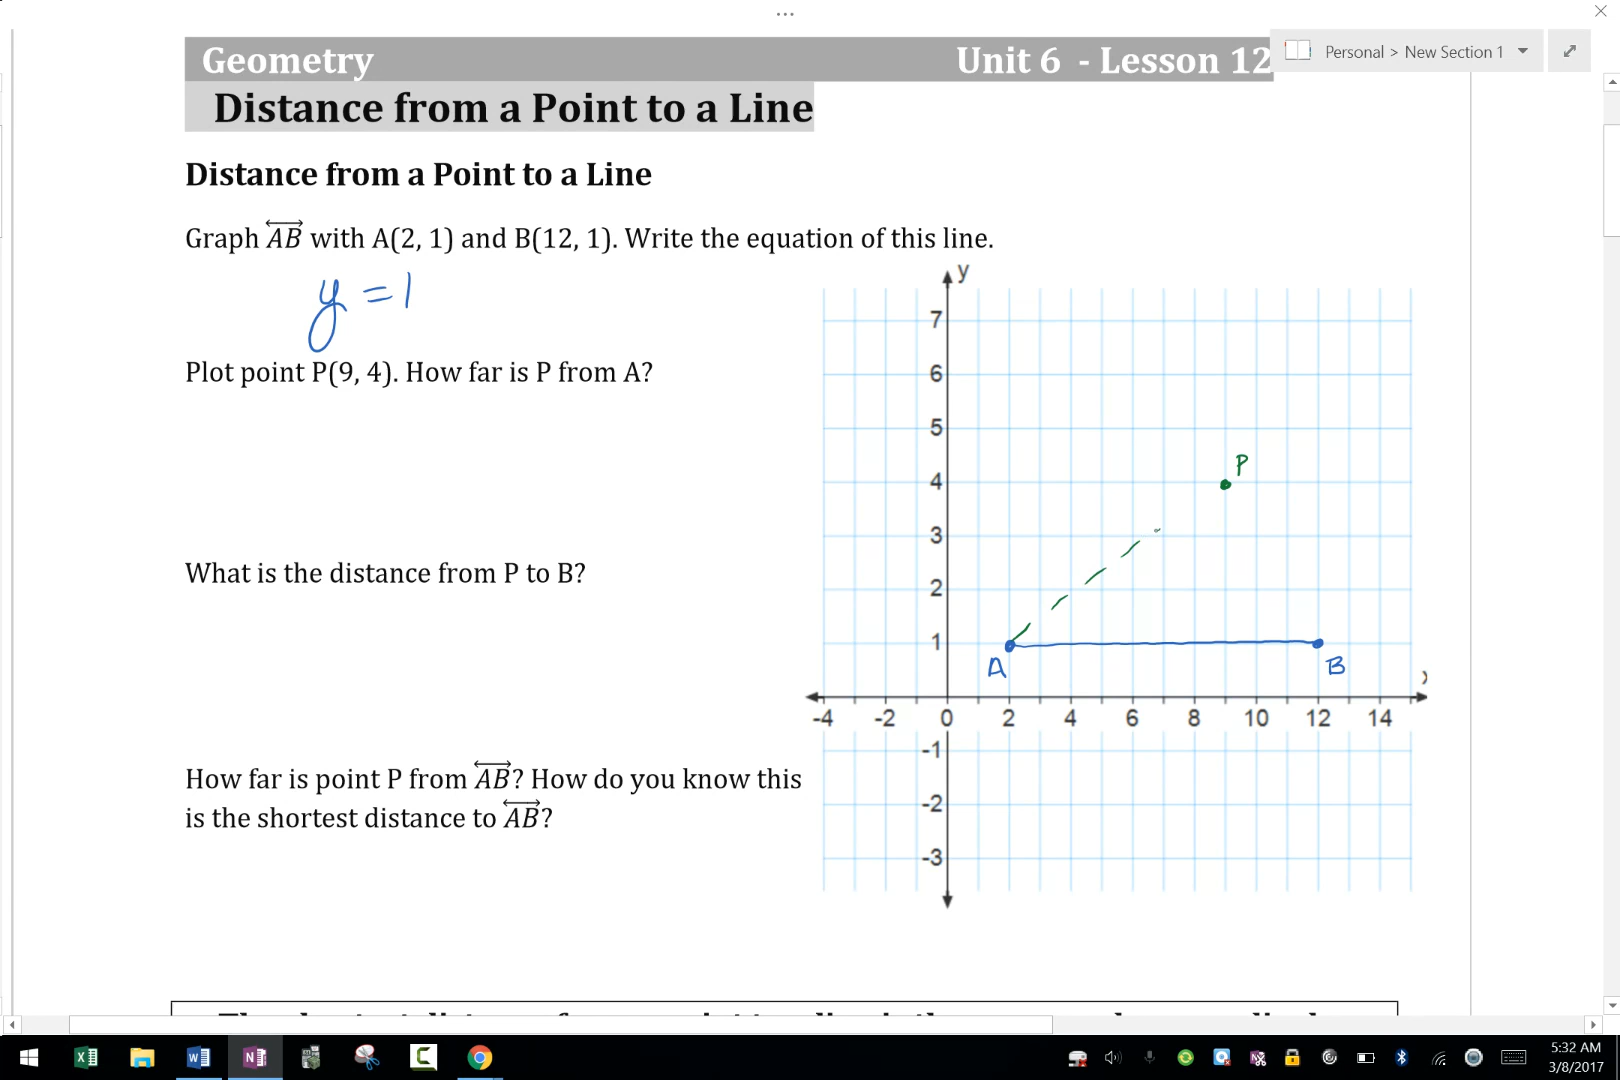 ...
Geometry Unit 6 - Lesson 12
Personal > New Section 1
Distance from a Point to a Line
Distance from a Point to a Line
Graph AB with A(2, 1) and B(12, 1). Write the equation of this line.
y = 1
Plot point P(9, 4). How far is P from A?
What is the distance from P to B?
How far is point P from AB? How do you know this
is the shortest distance to AB?
y
7
6
5
4
3
2
1
P
A
B
-4 -2 0 2 4 6 8 10 12 14
-1
-2
-3
5:32 AM
3/8/2017